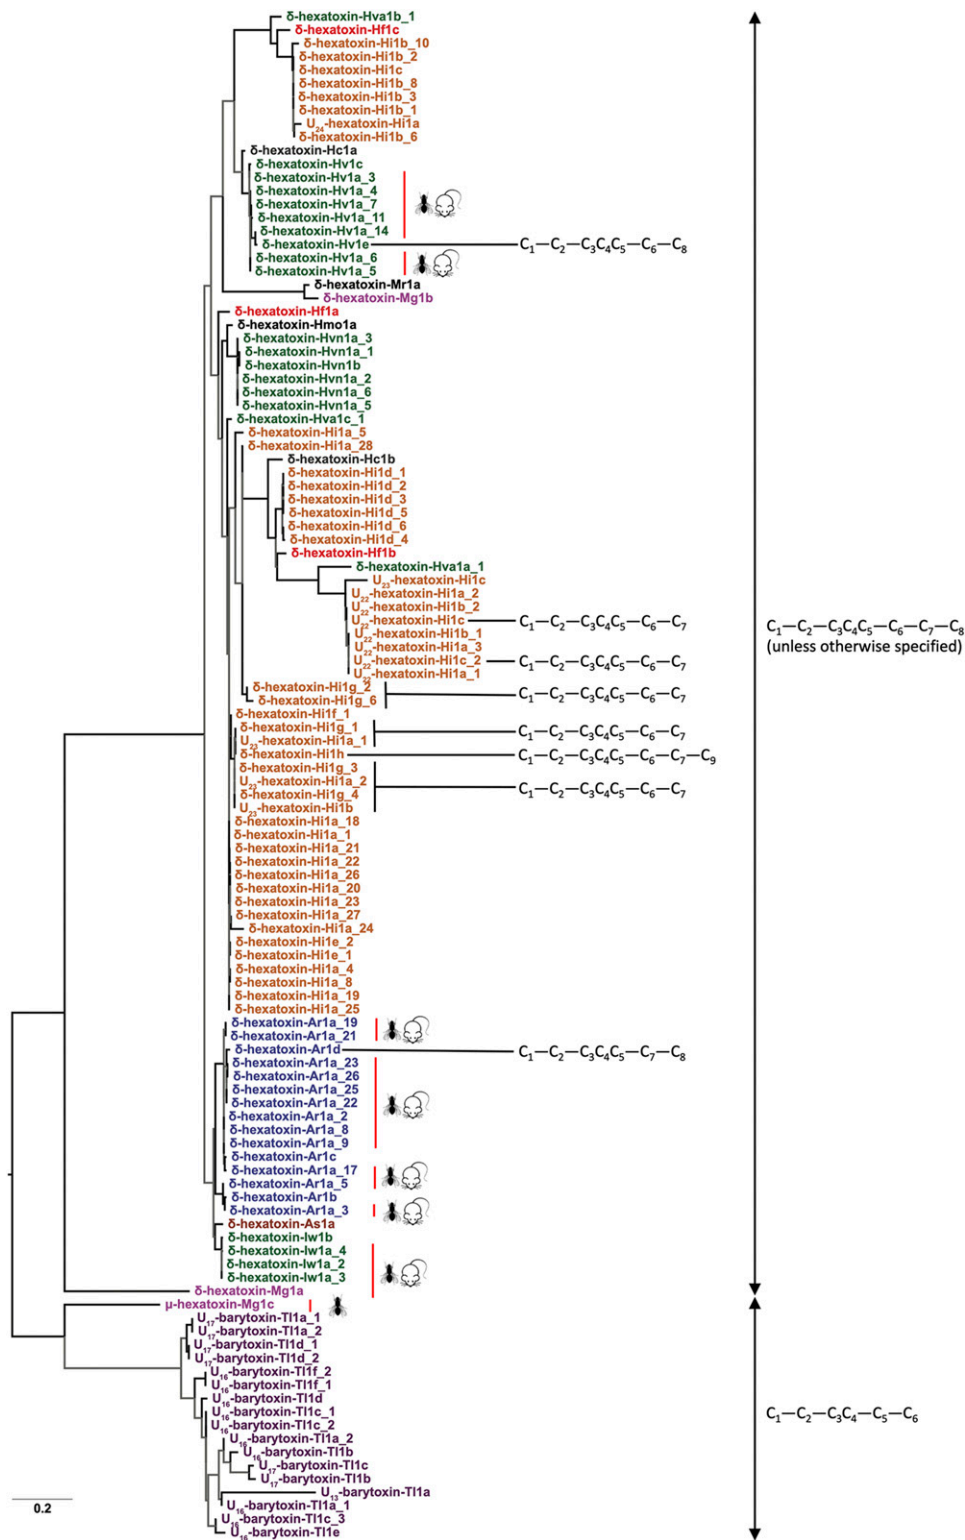 δ-hexatoxin-Hva1b_1
δ-hexatoxin-Hf1c
δ-hexatoxin-Hi1b_10
δ-hexatoxin-Hi1b_2
δ-hexatoxin-Hi1c
δ-hexatoxin-Hi1b_8
δ-hexatoxin-Hi1b_3
δ-hexatoxin-Hi1b_1
U₂₄-hexatoxin-Hi1a
δ-hexatoxin-Hi1b_6
δ-hexatoxin-Hc1a
δ-hexatoxin-Hv1c
δ-hexatoxin-Hv1a_3
δ-hexatoxin-Hv1a_4
δ-hexatoxin-Hv1a_7
δ-hexatoxin-Hv1a_11
δ-hexatoxin-Hv1a_14
δ-hexatoxin-Hv1e C₁—C₂—C₃C₄C₅—C₆—C₈
δ-hexatoxin-Hv1a_6
δ-hexatoxin-Hv1a_5
δ-hexatoxin-Mr1a
δ-hexatoxin-Mg1b
δ-hexatoxin-Hf1a
δ-hexatoxin-Hmo1a
δ-hexatoxin-Hvn1a_3
δ-hexatoxin-Hvn1a_1
δ-hexatoxin-Hvn1b
δ-hexatoxin-Hvn1a_2
δ-hexatoxin-Hvn1a_6
δ-hexatoxin-Hvn1a_5
δ-hexatoxin-Hva1c_1
δ-hexatoxin-Hi1a_5
δ-hexatoxin-Hi1a_28
δ-hexatoxin-Hc1b
δ-hexatoxin-Hi1d_1
δ-hexatoxin-Hi1d_2
δ-hexatoxin-Hi1d_3
δ-hexatoxin-Hi1d_5
δ-hexatoxin-Hi1d_6
δ-hexatoxin-Hi1d_4
δ-hexatoxin-Hf1b
δ-hexatoxin-Hva1a_1
U₂₃-hexatoxin-Hi1c
U₂₂-hexatoxin-Hi1a_2
U₂₂-hexatoxin-Hi1b_2
U₂₂-hexatoxin-Hi1c C₁—C₂—C₃C₄C₅—C₆—C₇
U₂₂-hexatoxin-Hi1b_1
U₂₂-hexatoxin-Hi1a_3
U₂₂-hexatoxin-Hi1c_2 C₁—C₂—C₃C₄C₅—C₆—C₇
U₂₂-hexatoxin-Hi1a_1
δ-hexatoxin-Hi1g_2
C₁—C₂—C₃C₄C₅—C₆—C₇
δ-hexatoxin-Hi1g_6
δ-hexatoxin-Hi1f_1
δ-hexatoxin-Hi1g_1
C₁—C₂—C₃C₄C₅—C₆—C₇
U₂₃-hexatoxin-Hi1a_1
δ-hexatoxin-Hi1h C₁—C₂—C₃C₄C₅—C₆—C₇—C₉
δ-hexatoxin-Hi1g_3
U₂₃-hexatoxin-Hi1a_2
C₁—C₂—C₃C₄C₅—C₆—C₇
δ-hexatoxin-Hi1g_4
U₂₃-hexatoxin-Hi1b
δ-hexatoxin-Hi1a_18
δ-hexatoxin-Hi1a_1
δ-hexatoxin-Hi1a_21
δ-hexatoxin-Hi1a_22
δ-hexatoxin-Hi1a_26
δ-hexatoxin-Hi1a_20
δ-hexatoxin-Hi1a_23
δ-hexatoxin-Hi1a_27
δ-hexatoxin-Hi1a_24
δ-hexatoxin-Hi1e_2
δ-hexatoxin-Hi1e_1
δ-hexatoxin-Hi1a_4
δ-hexatoxin-Hi1a_8
δ-hexatoxin-Hi1a_19
δ-hexatoxin-Hi1a_25
δ-hexatoxin-Ar1a_19
δ-hexatoxin-Ar1a_21
δ-hexatoxin-Ar1d C₁—C₂—C₃C₄C₅—C₇—C₈
δ-hexatoxin-Ar1a_23
δ-hexatoxin-Ar1a_26
δ-hexatoxin-Ar1a_25
δ-hexatoxin-Ar1a_22
δ-hexatoxin-Ar1a_2
δ-hexatoxin-Ar1a_8
δ-hexatoxin-Ar1a_9
δ-hexatoxin-Ar1c
δ-hexatoxin-Ar1a_17
δ-hexatoxin-Ar1a_5
δ-hexatoxin-Ar1b
δ-hexatoxin-Ar1a_3
δ-hexatoxin-As1a
δ-hexatoxin-Iw1b
δ-hexatoxin-Iw1a_4
δ-hexatoxin-Iw1a_2
δ-hexatoxin-Iw1a_3
δ-hexatoxin-Mg1a
μ-hexatoxin-Mg1c
U₁₇-barytoxin-Tl1a_1
U₁₇-barytoxin-Tl1a_2
U₁₇-barytoxin-Tl1d_1
U₁₇-barytoxin-Tl1d_2
U₁₆-barytoxin-Tl1f_2
U₁₆-barytoxin-Tl1f_1
U₁₆-barytoxin-Tl1d
U₁₆-barytoxin-Tl1c_1
U₁₆-barytoxin-Tl1c_2
U₁₆-barytoxin-Tl1a_2
U₁₆-barytoxin-Tl1b
U₁₇-barytoxin-Tl1c
U₁₇-barytoxin-Tl1b
U₁₃-barytoxin-Tl1a
U₁₆-barytoxin-Tl1a_1
U₁₆-barytoxin-Tl1c_3
U₁₆-barytoxin-Tl1e
0.2
C₁—C₂—C₃C₄C₅—C₆—C₇—C₈
(unless otherwise specified)
C₁—C₂—C₃C₄—C₅—C₆